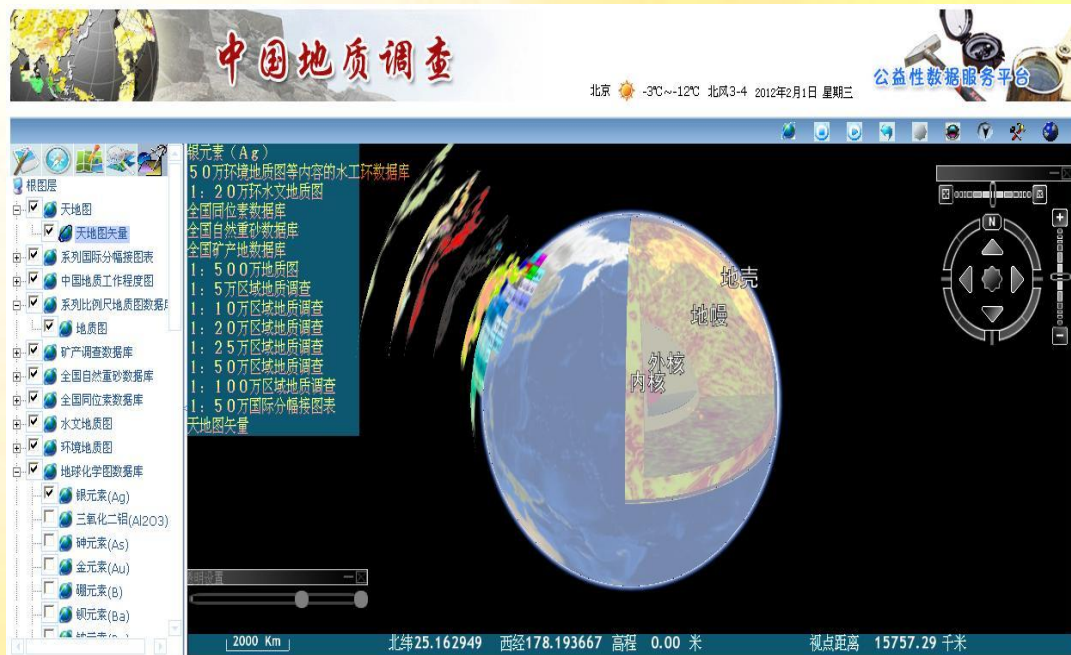 中国地质调查
公益性数据服务平台
北京 -3℃~-12℃ 北风3-4 2012年2月1日 星期三
根图层
天地图
天地图矢量
系列国际分幅接图表
中国地质工作程度图
系列比例尺地质图数据库
地质图
矿产调查数据库
全国自然重砂数据库
全国同位素数据库
水文地质图
环境地质图
地球化学图数据库
银元素(Ag)
三氧化二铝(Al2O3)
砷元素(As)
金元素(Au)
硼元素(B)
钡元素(Ba)
银元素(Ag)
50万环境地质图等内容的水工环数据库
1:20万环水文地质图
全国同位素数据库
全国自然重砂数据库
全国矿产地数据库
1:500万地质图
1:5万区域地质调查
1:10万区域地质调查
1:20万区域地质调查
1:25万区域地质调查
1:50万区域地质调查
1:100万区域地质调查
1:50万国际分幅接图表
天地图矢量
地壳
地幔
外核
内核
N
透明设置
2000 Km
北纬25.162949 西经178.193667 高程 0.00 米
视点距离 15757.29 千米